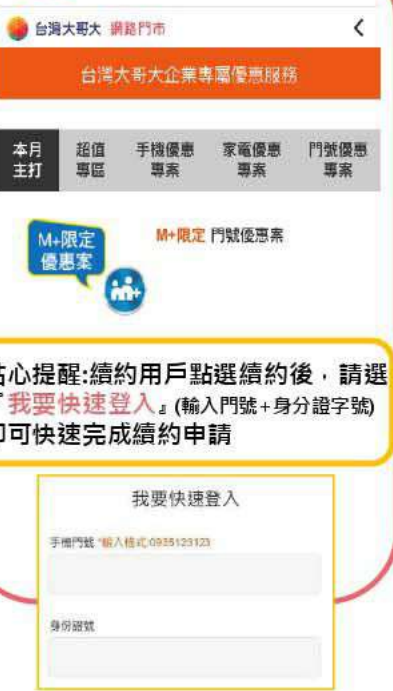 台灣大哥大 網路門市
台灣大哥大企業專屬優惠服務
本月 超值 手機優惠 家電優惠 門號優惠
主打 專區 專案 專案 專案
M+限定 M+限定 門號優惠案
優惠案
m+
心提醒:續約用戶點選續約後，請選
『我要快速登入』(輸入門號+身分證字號)
可快速完成續約申請
我要快速登入
手機門號 *輸入格式:0935123123
身份證號